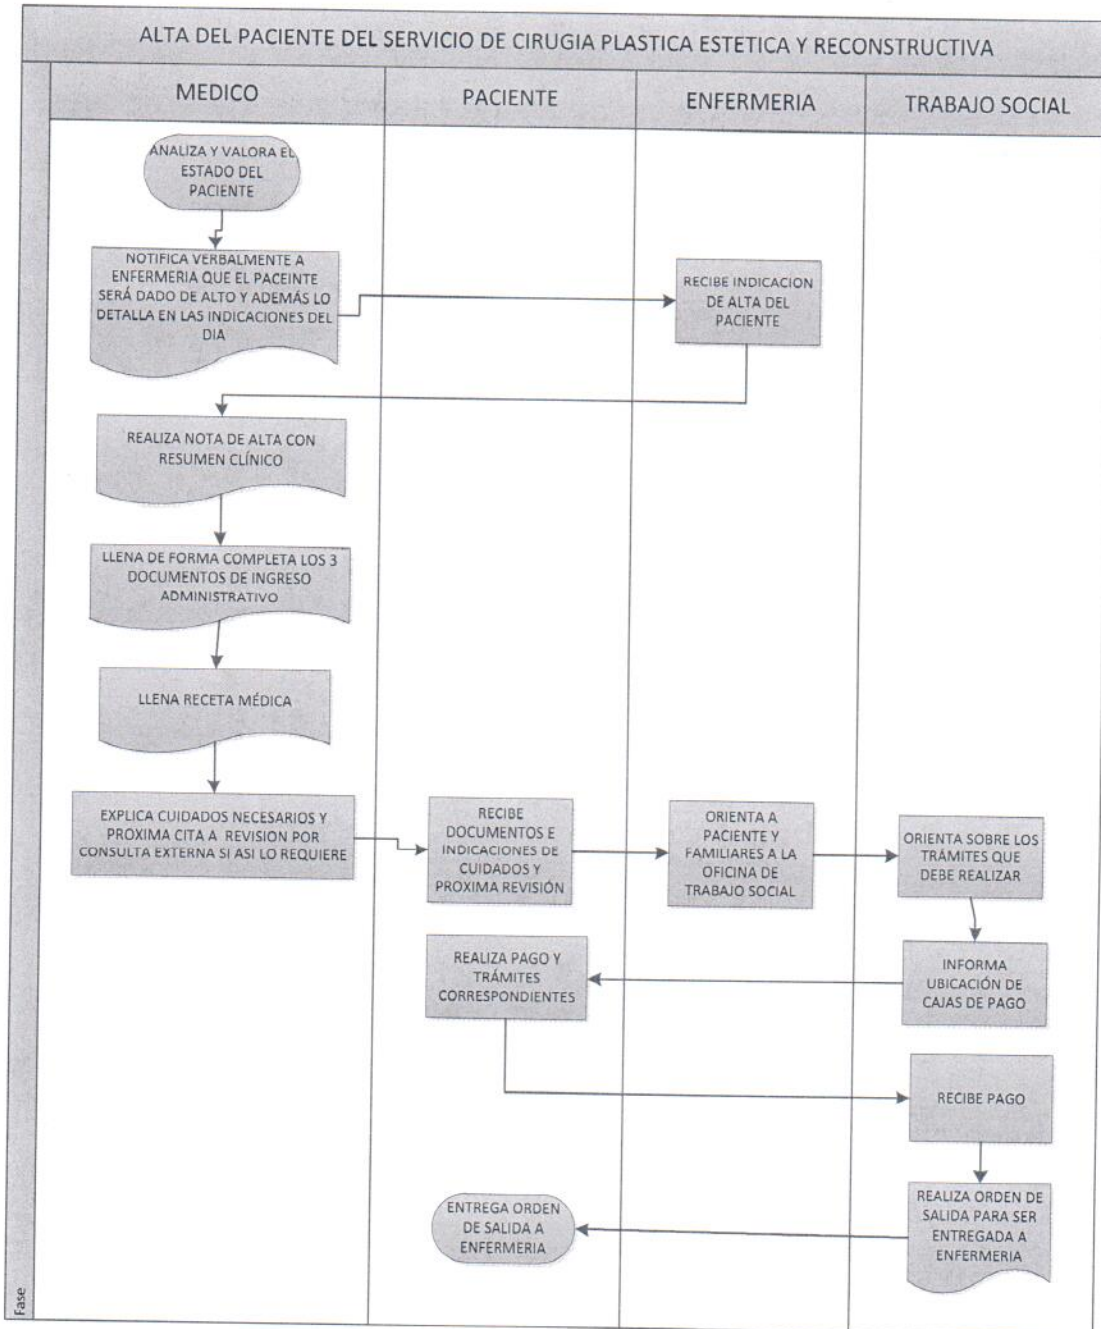 ALTA DEL PACIENTE DEL SERVICIO DE CIRUGIA PLASTICA ESTETICA Y RECONSTRUCTIVA
MEDICO
PACIENTE
ENFERMERIA
TRABAJO SOCIAL
ANALIZA Y VALORA EL
ESTADO DEL
PACIENTE
NOTIFICA VERBALMENTE A
ENFERMERIA QUE EL PACEINTE
SERÁ DADO DE ALTO Y ADEMÁS LO
DETALLA EN LAS INDICACIONES DEL
DIA
RECIBE INDICACION
DE ALTA DEL
PACIENTE
REALIZA NOTA DE ALTA CON
RESUMEN CLÍNICO
LLENA DE FORMA COMPLETA LOS 3
DOCUMENTOS DE INGRESO
ADMINISTRATIVO
LLENA RECETA MÉDICA
EXPLICA CUIDADOS NECESARIOS Y
PROXIMA CITA A REVISION POR
CONSULTA EXTERNA SI ASI LO REQUIERE
RECIBE
DOCUMENTOS E
INDICACIONES DE
CUIDADOS Y
PROXIMA REVISIÓN
ORIENTA A
PACIENTE Y
FAMILIARES A LA
OFICINA DE
TRABAJO SOCIAL
ORIENTA SOBRE LOS
TRÁMITES QUE
DEBE REALIZAR
INFORMA
UBICACIÓN DE
CAJAS DE PAGO
REALIZA PAGO Y
TRÁMITES
CORRESPONDIENTES
RECIBE PAGO
REALIZA ORDEN DE
SALIDA PARA SER
ENTREGADA A
ENFERMERIA
ENTREGA ORDEN
DE SALIDA A
ENFERMERIA
Fase